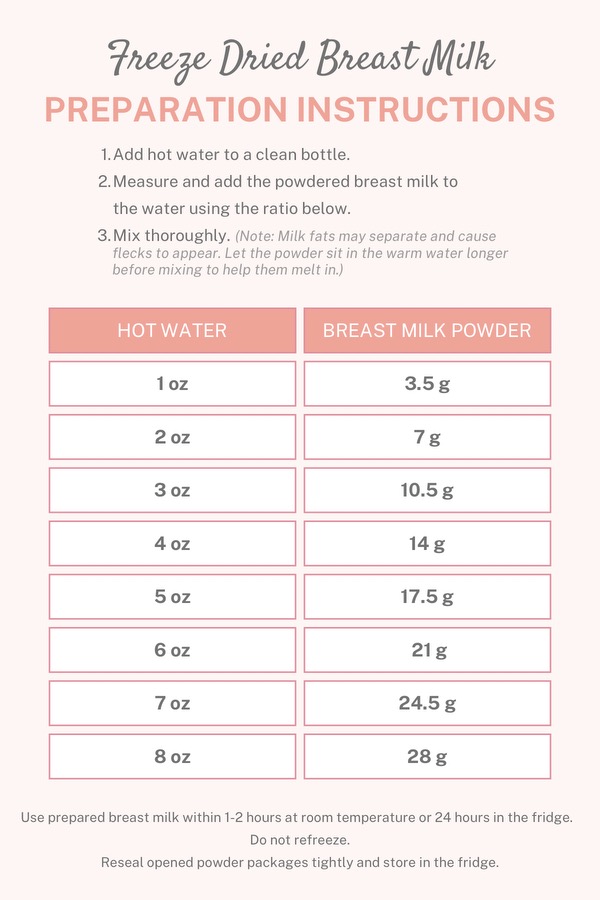 Freeze Dried Breast Milk
PREPARATION INSTRUCTIONS
1. Add hot water to a clean bottle.
2. Measure and add the powdered breast milk to
the water using the ratio below.
3. Mix thoroughly. (Note: Milk fats may separate and cause
flecks to appear. Let the powder sit in the warm water longer
before mixing to help them melt in.)
HOT WATER BREAST MILK POWDER
1 oz 3.5 g
2 oz 7 g
3 oz 10.5 g
4 oz 14 g
5 oz 17.5 g
6 oz 21 g
7 oz 24.5 g
8 oz 28 g
Use prepared breast milk within 1-2 hours at room temperature or 24 hours in the fridge.
Do not refreeze.
Reseal opened powder packages tightly and store in the fridge.